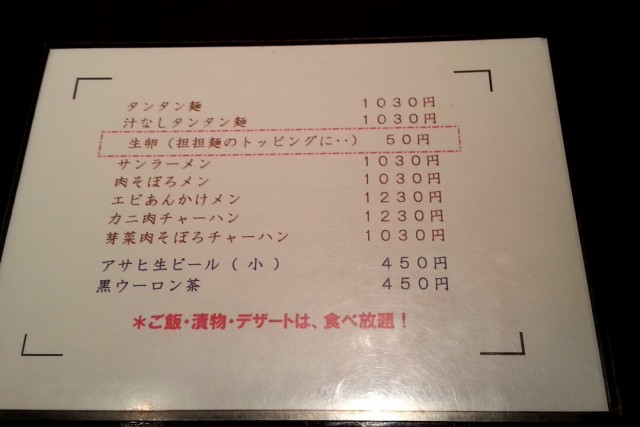 タンタン麺 1030円
汁なしタンタン麺 1030円
生卵（担担麺のトッピングに‥） 50円
サンラーメン 1030円
肉そぼろメン 1030円
エビあんかけメン 1230円
カニ肉チャーハン 1230円
芽菜肉そぼろチャーハン 1030円
アサヒ生ビール（小） 450円
黒ウーロン茶 450円
＊ご飯・漬物・デザートは、食べ放題！